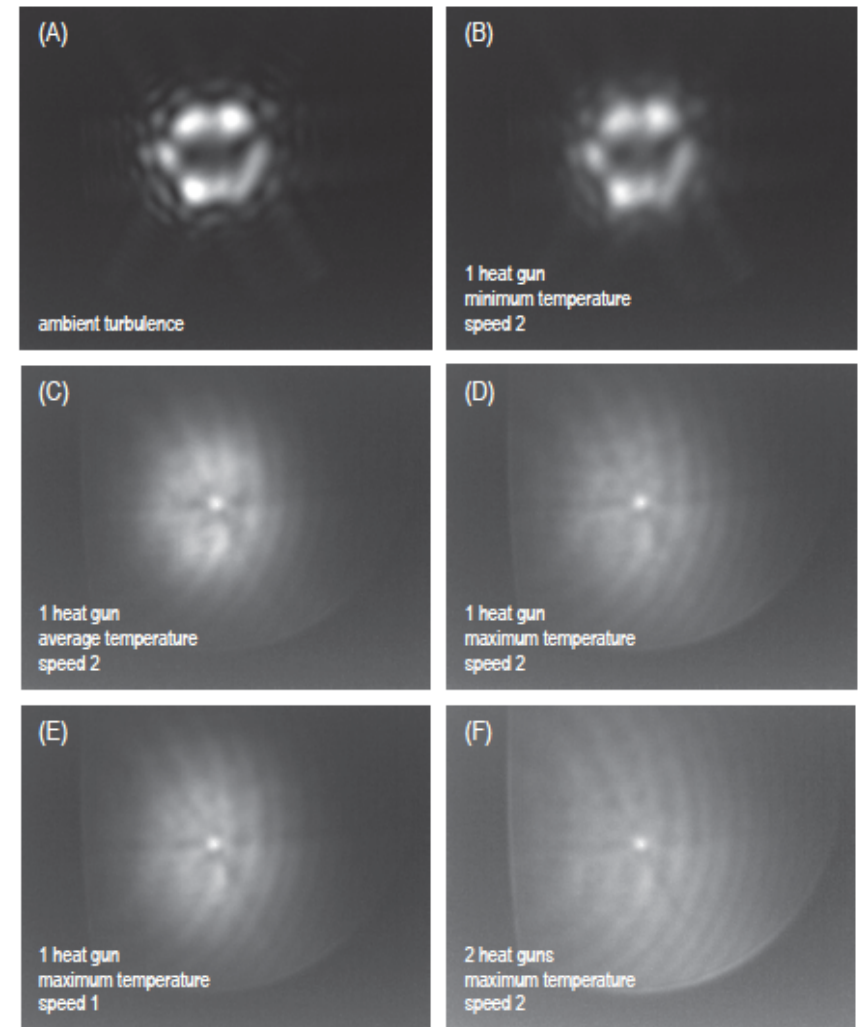 (A)
ambient turbulence
(B)
1 heat gun
minimum temperature
speed 2
(C)
1 heat gun
average temperature
speed 2
(D)
1 heat gun
maximum temperature
speed 2
(E)
1 heat gun
maximum temperature
speed 1
(F)
2 heat guns
maximum temperature
speed 2